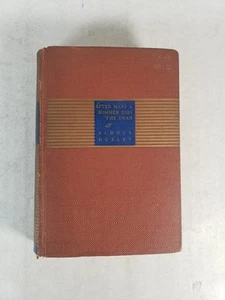 AFTER MANY A
SUMMER DIES
THE SWAN
ALDOUS
HUXLEY